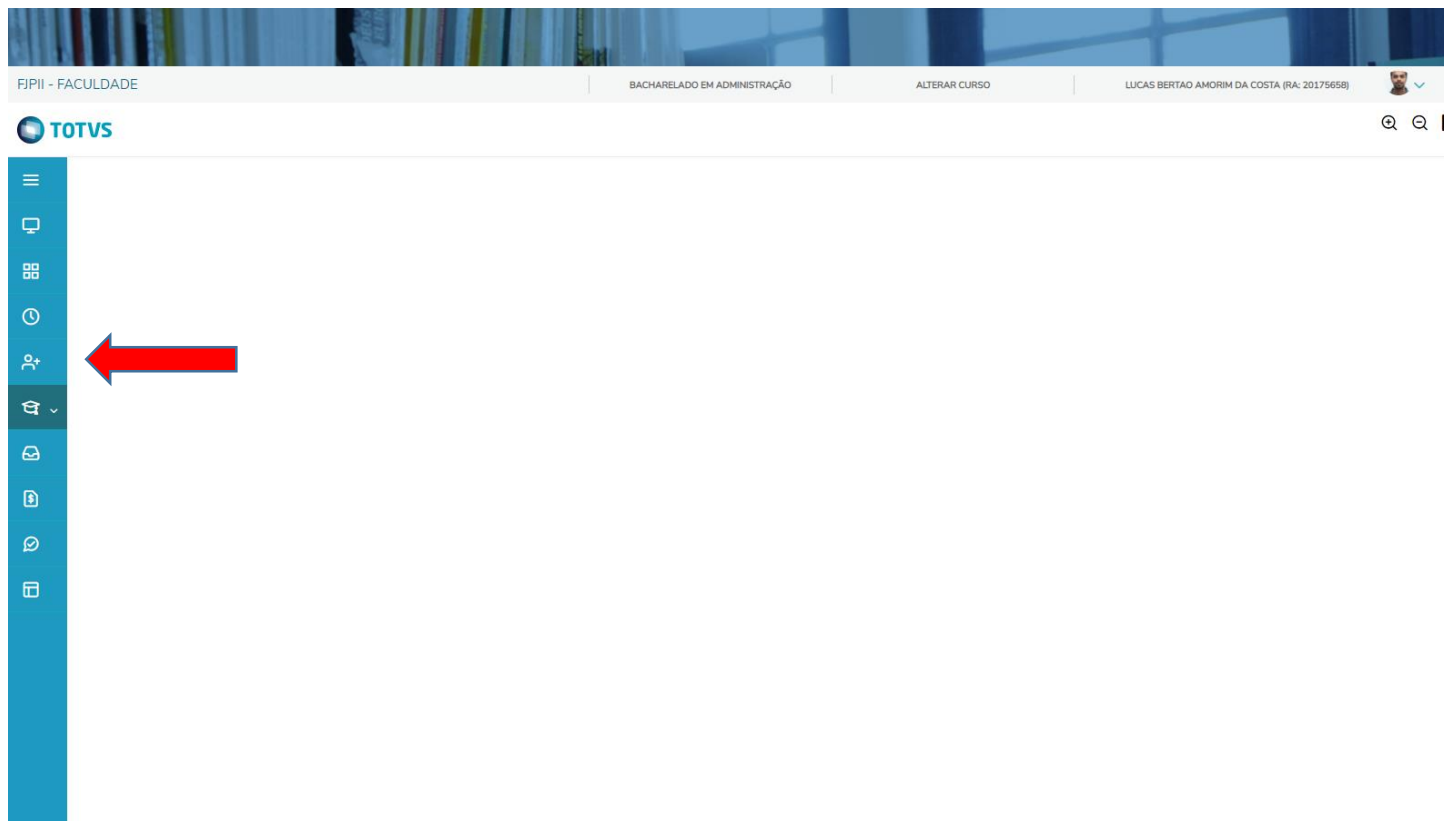 FJPII - FACULDADE
BACHARELADO EM ADMINISTRAÇÃO
ALTERAR CURSO
LUCAS BERTAO AMORIM DA COSTA (RA: 20175658)
TOTVS